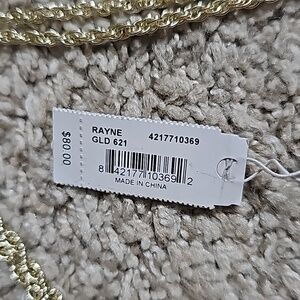 RAYNE 4217710369
GLD 621
8 42177 10369 2
MADE IN CHINA
$80.00